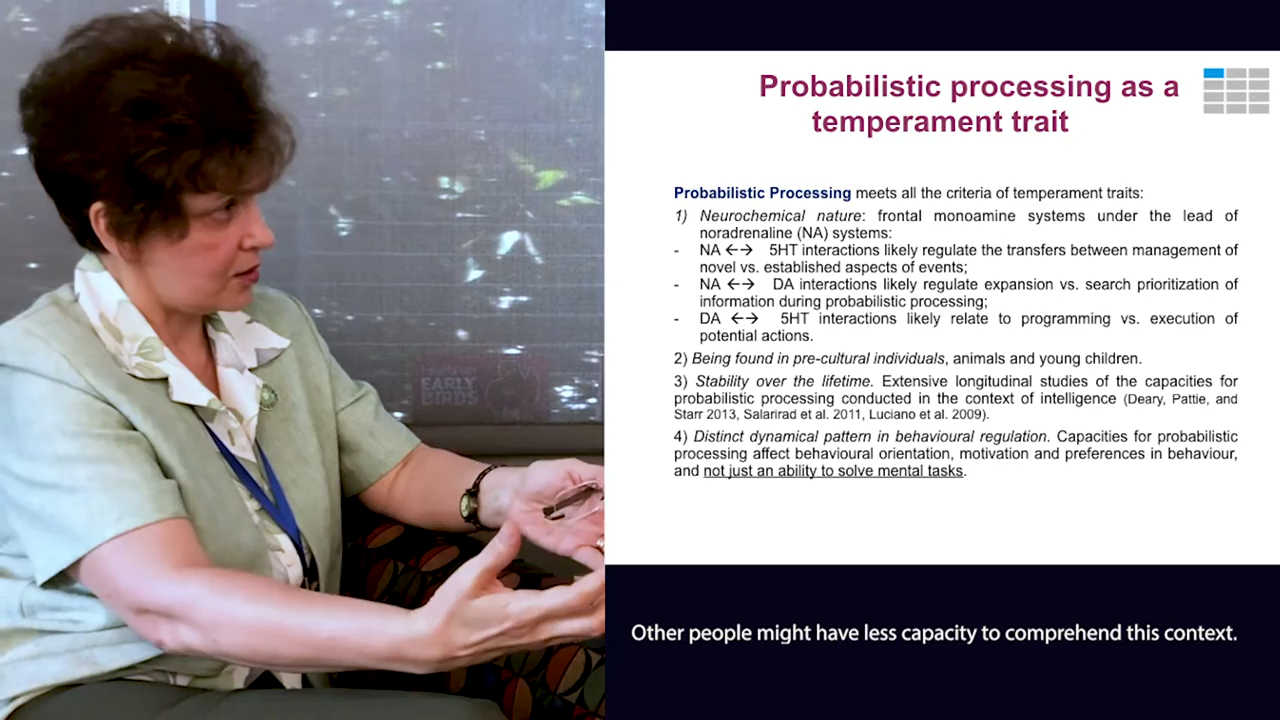 Probabilistic processing as a
temperament trait
Probabilistic Processing meets all the criteria of temperament traits:
1) Neurochemical nature: frontal monoamine systems under the lead of
noradrenaline (NA) systems:
- NA ←→ 5HT interactions likely regulate the transfers between management of
novel vs. established aspects of events;
- NA ←→ DA interactions likely regulate expansion vs. search prioritization of
information during probabilistic processing;
- DA ←→ 5HT interactions likely relate to programming vs. execution of
potential actions.
2) Being found in pre-cultural individuals, animals and young children.
3) Stability over the lifetime. Extensive longitudinal studies of the capacities for
probabilistic processing conducted in the context of intelligence (Deary, Pattie, and
Starr 2013, Salarirad et al. 2011, Luciano et al. 2009).
4) Distinct dynamical pattern in behavioural regulation. Capacities for probabilistic
processing affect behavioural orientation, motivation and preferences in behaviour,
and not just an ability to solve mental tasks.
EARLY
BIRDS
Other people might have less capacity to comprehend this context.